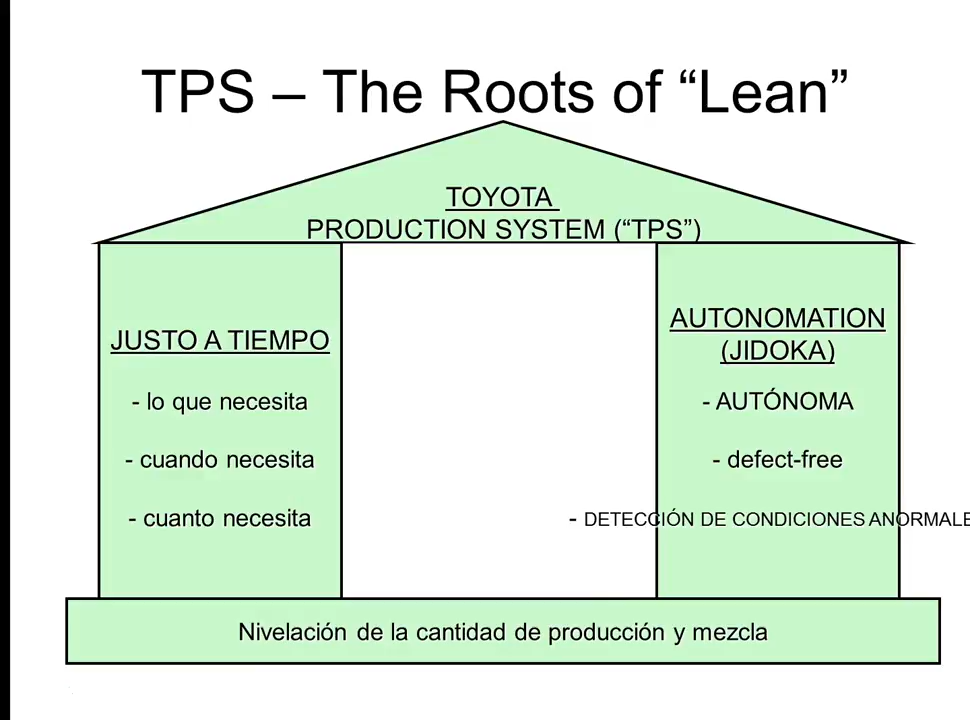 TPS – The Roots of “Lean”
TOYOTA
PRODUCTION SYSTEM (“TPS”)
JUSTO A TIEMPO
- lo que necesita
- cuando necesita
- cuanto necesita
AUTONOMATION
(JIDOKA)
- AUTÓNOMA
- defect-free
- DETECCIÓN DE CONDICIONES ANORMALE
Nivelación de la cantidad de producción y mezcla